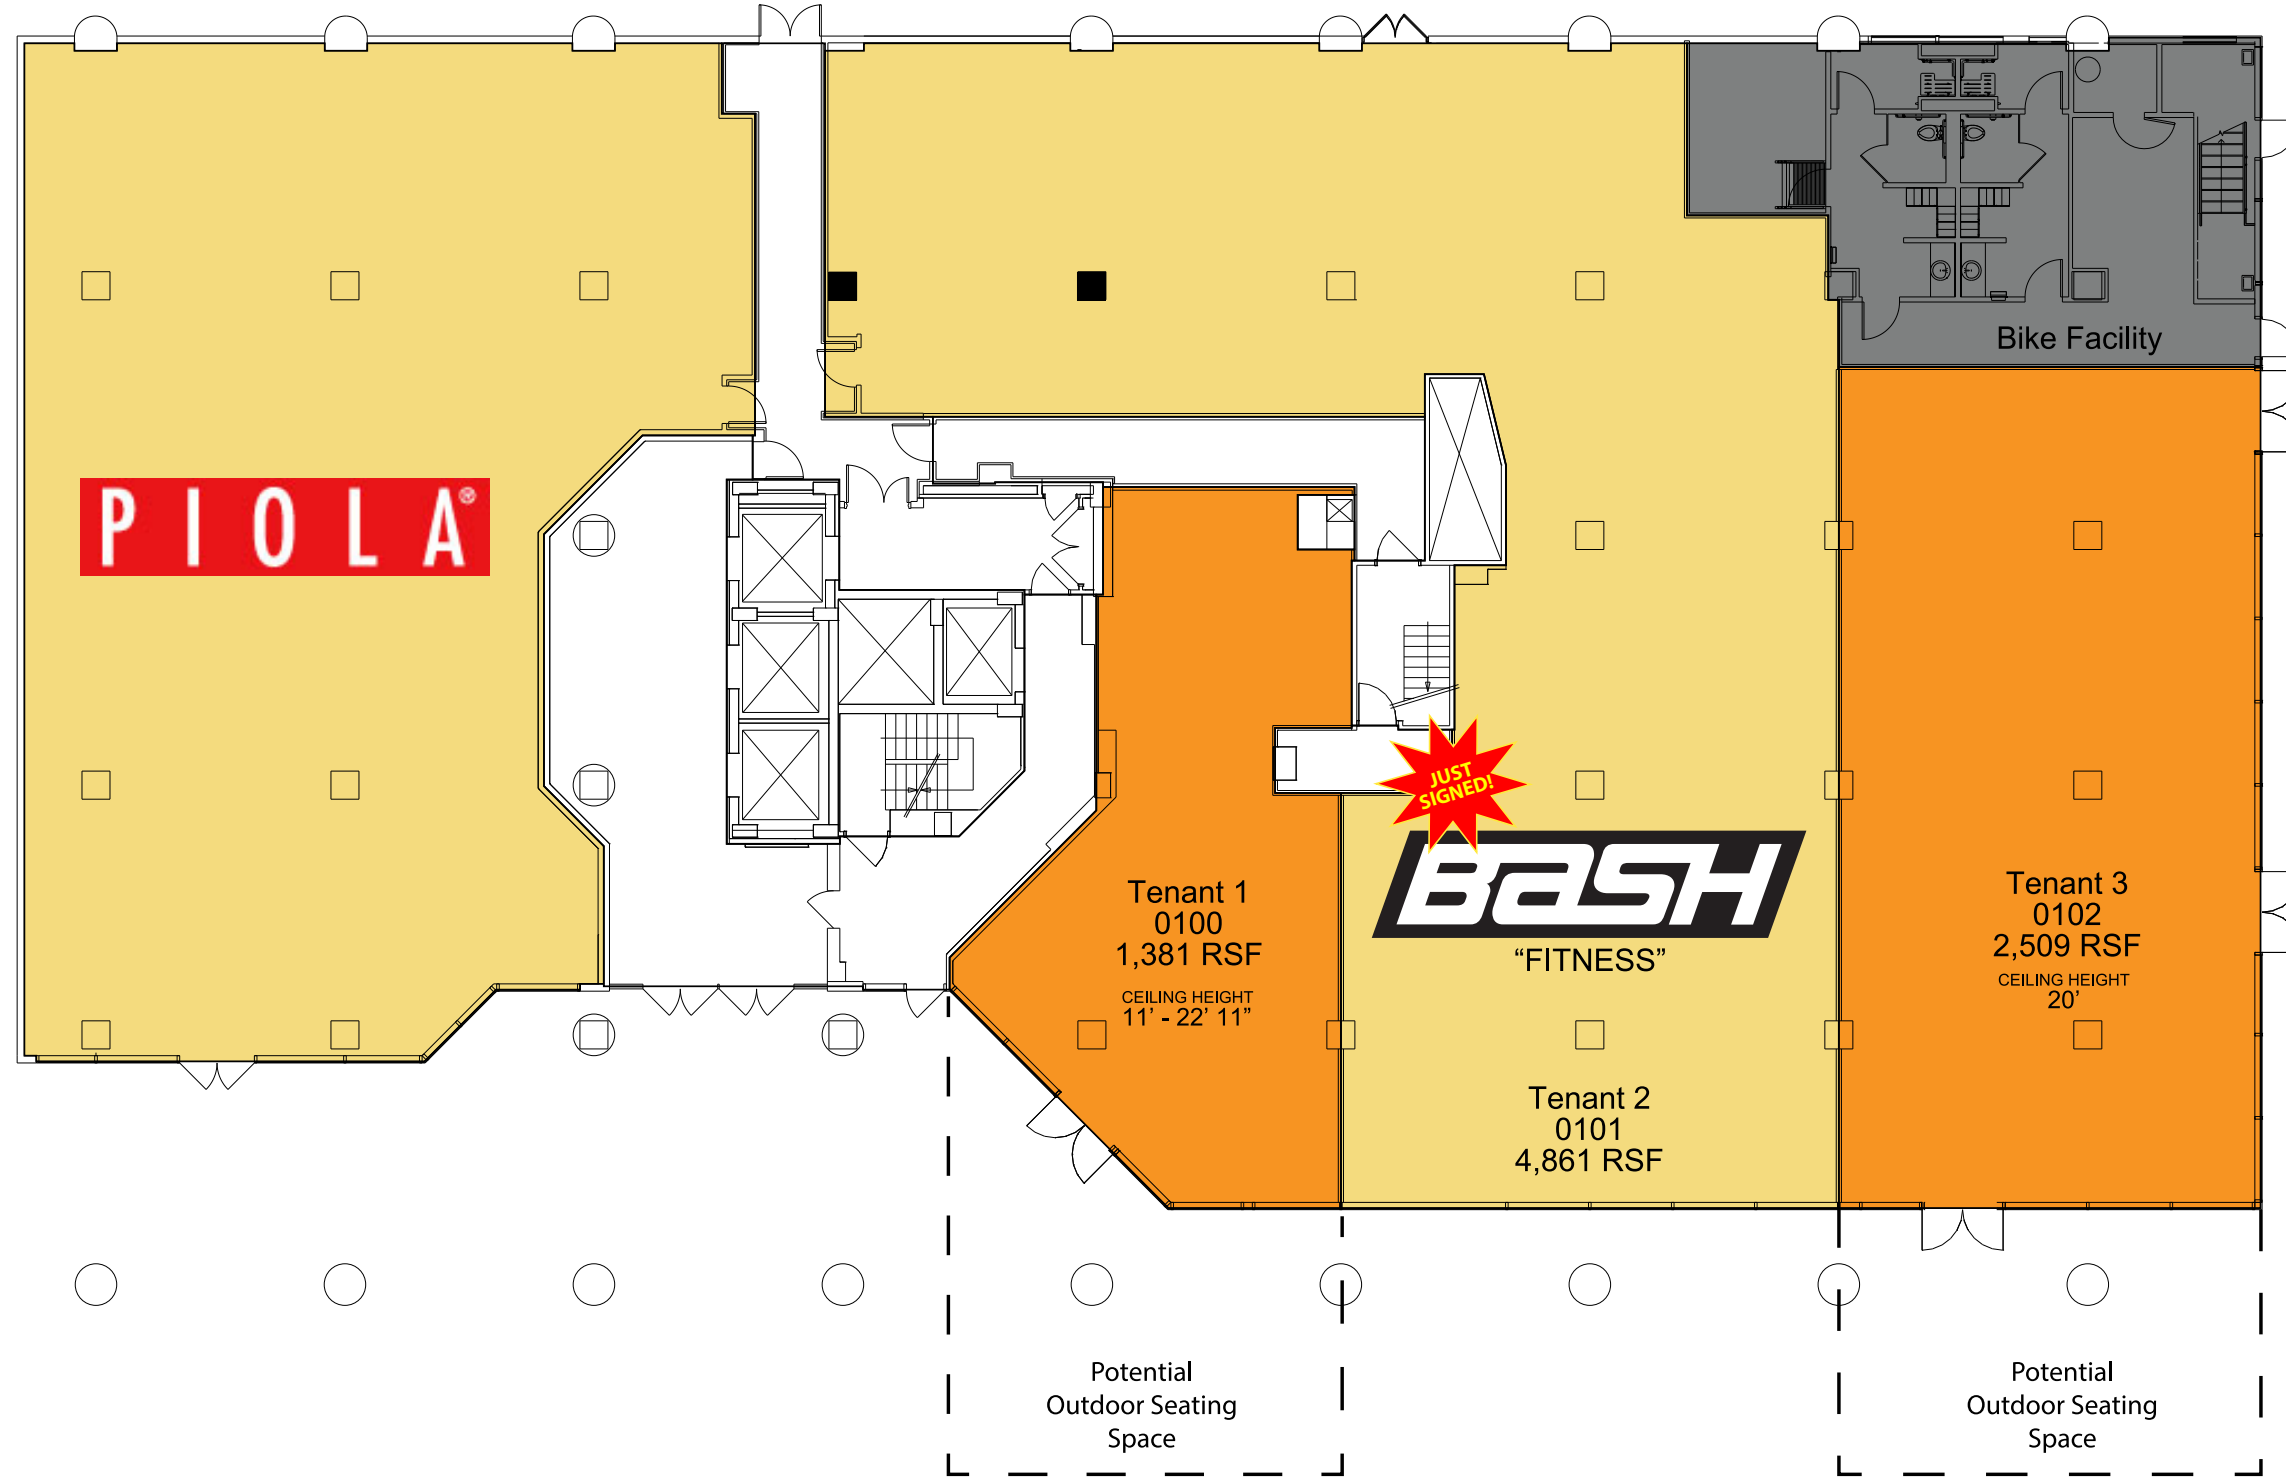 Bike Facility
PIOLA®
JUST
SIGNED!
BASH
“FITNESS”
Tenant 1
0100
1,381 RSF
CEILING HEIGHT
11’ - 22’ 11”
Tenant 3
0102
2,509 RSF
CEILING HEIGHT
20’
Tenant 2
0101
4,861 RSF
Potential
Outdoor Seating
Space
Potential
Outdoor Seating
Space